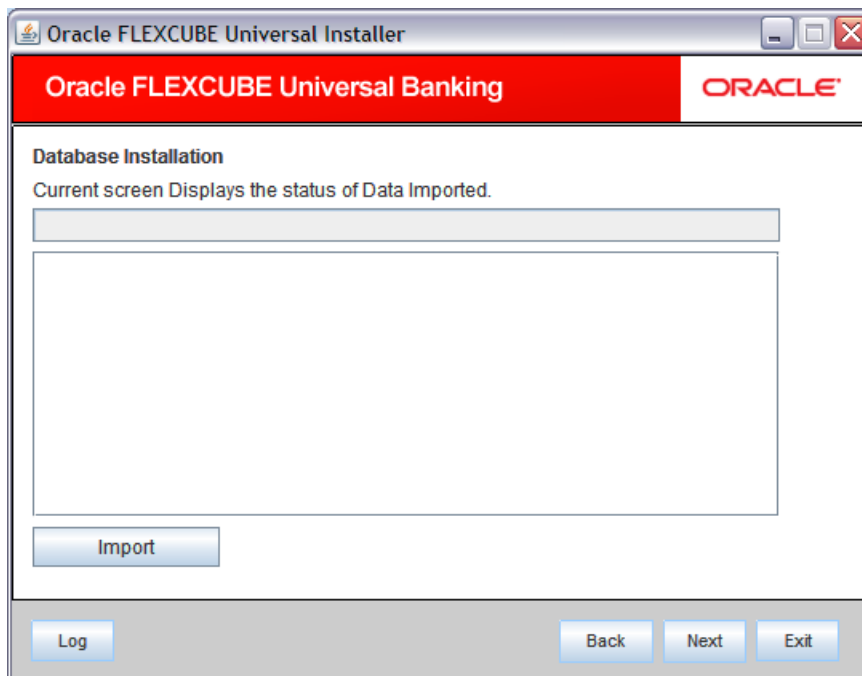 Oracle FLEXCUBE Universal Installer
Oracle FLEXCUBE Universal Banking
ORACLE®
Database Installation
Current screen Displays the status of Data Imported.
Import
Log
Back
Next
Exit